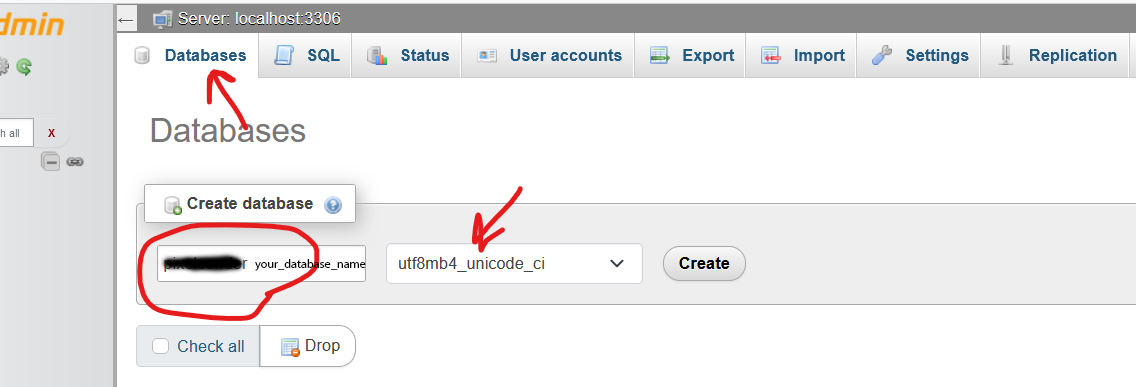 dmin
← Server: localhost:3306
Databases SQL Status User accounts Export Import Settings Replication
h all x
Databases
Create database
your_database_name utf8mb4_unicode_ci Create
Check all Drop